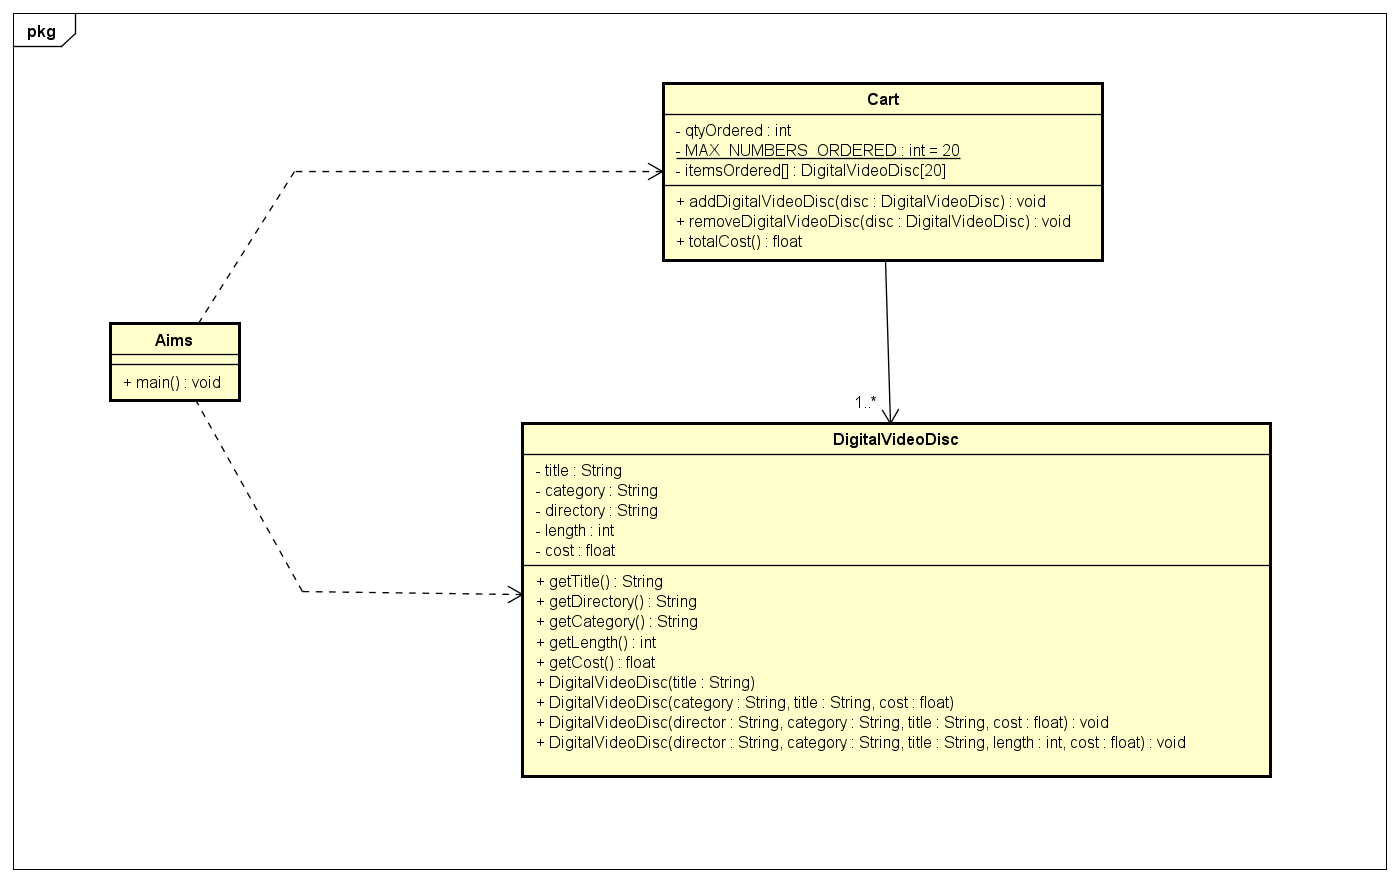 pkg
Cart
- qtyOrdered : int
- MAX_NUMBERS_ORDERED : int = 20
- itemsOrdered[] : DigitalVideoDisc[20]
+ addDigitalVideoDisc(disc : DigitalVideoDisc) : void
+ removeDigitalVideoDisc(disc : DigitalVideoDisc) : void
+ totalCost() : float
Aims
+ main() : void
1..*
DigitalVideoDisc
- title : String
- category : String
- directory : String
- length : int
- cost : float
+ getTitle() : String
+ getDirectory() : String
+ getCategory() : String
+ getLength() : int
+ getCost() : float
+ DigitalVideoDisc(title : String)
+ DigitalVideoDisc(category : String, title : String, cost : float)
+ DigitalVideoDisc(director : String, category : String, title : String, cost : float) : void
+ DigitalVideoDisc(director : String, category : String, title : String, length : int, cost : float) : void